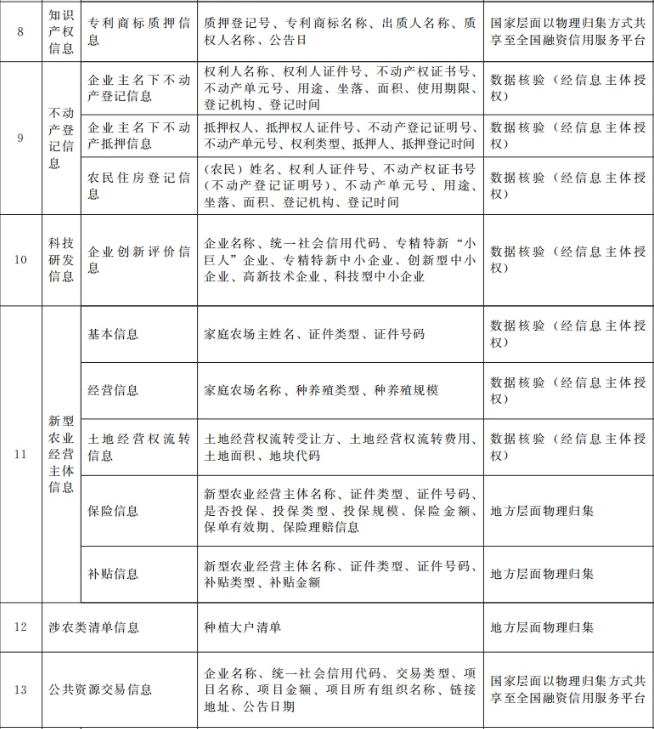 8
知识
产权
信息
专利商标质押信
息
质押登记号、专利商标名称、出质人名称、质
权人名称、公告日
国家层面以物理归集方式共
享至全国融资信用服务平台
9
不动
产登
记信
息
企业主名下不动
产登记信息
权利人名称、权利人证件号、不动产权证书号、
不动产单元号、用途、坐落、面积、使用期限、
登记机构、登记时间
数据核验（经信息主体授
权）
企业主名下不动
产抵押信息
抵押权人、抵押权人证件号、不动产登记证明号、
不动产单元号、权利类型、抵押人、抵押登记时间
数据核验（经信息主体授
权）
农民住房登记信
息
（农民）姓名、权利人证件号、不动产权证书号
(不动产登记证明号)、不动产单元号、用途、
坐落、面积、登记机构、登记时间
数据核验（经信息主体授
权）
10
科技
研发
信息
企业创新评价信
息
企业名称、统一社会信用代码、专精特新“小
巨人”企业、专精特新中小企业、创新型中小
企业、高新技术企业、科技型中小企业
数据核验（经信息主体授
权）
11
新型
农业
经营
主体
信息
基本信息
家庭农场主姓名、证件类型、证件号码
数据核验（经信息主体授
权）
经营信息
家庭农场名称、种养殖类型、种养殖规模
数据核验（经信息主体授
权）
土地经营权流转
信息
土地经营权流转受让方、土地经营权流转费用、
土地面积、地块代码
数据核验（经信息主体授
权）
保险信息
新型农业经营主体名称、证件类型、证件号码、
是否投保、投保类型、投保规模、保险金额、
保单有效期、保险理赔信息
地方层面物理归集
补贴信息
新型农业经营主体名称、证件类型、证件号码、
补贴类型、补贴金额
地方层面物理归集
12
涉农类清单信息
种植大户清单
地方层面物理归集
13
公共资源交易信息
企业名称、统一社会信用代码、交易类型、项
目名称、项目金额、项目所有组织名称、链接
地址、公告日期
国家层面以物理归集方式共
享至全国融资信用服务平台